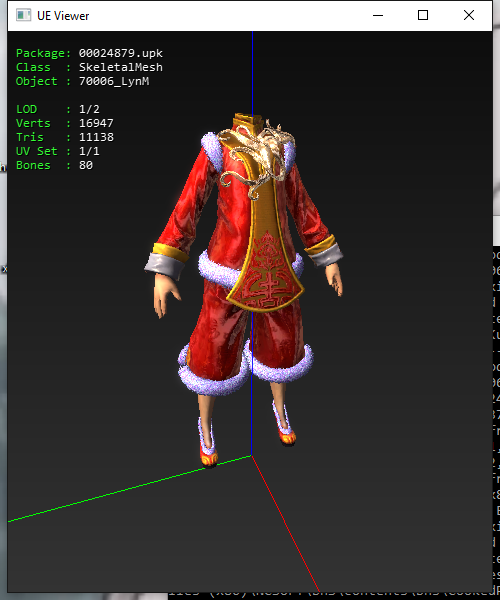 UE Viewer
Package: 00024879.upk
Class  : SkeletalMesh
Object : 70006_LynM
LOD    : 1/2
Verts  : 16947
Tris   : 11138
UV Set : 1/1
Bones  : 80